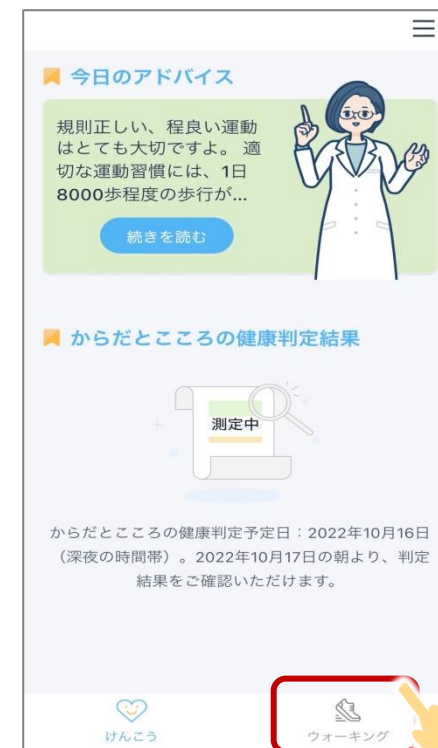 今日のアドバイス
規則正しい、程良い運動
はとても大切ですよ。 適
切な運動習慣には、1日
8000歩程度の歩行が...
続きを読む
からだとこころの健康判定結果
測定中
からだとこころの健康判定予定日：2022年10月16日
（深夜の時間帯）。2022年10月17日の朝より、判定
結果をご確認いただけます。
けんこう
ウォーキング